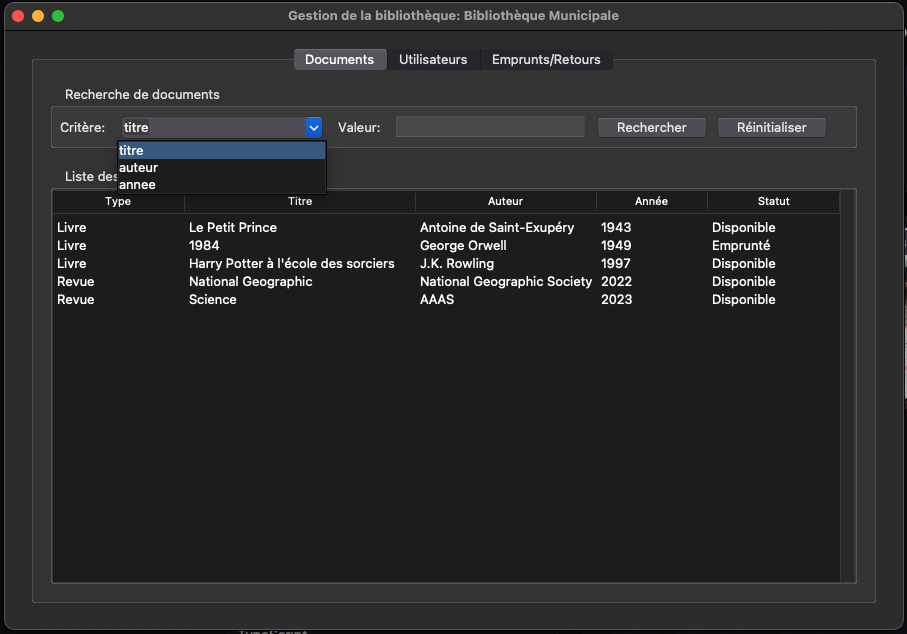 Gestion de la bibliothèque: Bibliothèque Municipale
Documents Utilisateurs Emprunts/Retours
Recherche de documents
Critère: titre Valeur: Rechercher Réinitialiser
titre
auteur
annee
Liste des
Type Titre Auteur Année Statut
Livre Le Petit Prince Antoine de Saint-Exupéry 1943 Disponible
Livre 1984 George Orwell 1949 Emprunté
Livre Harry Potter à l'école des sorciers J.K. Rowling 1997 Disponible
Revue National Geographic National Geographic Society 2022 Disponible
Revue Science AAAS 2023 Disponible
TypeScript